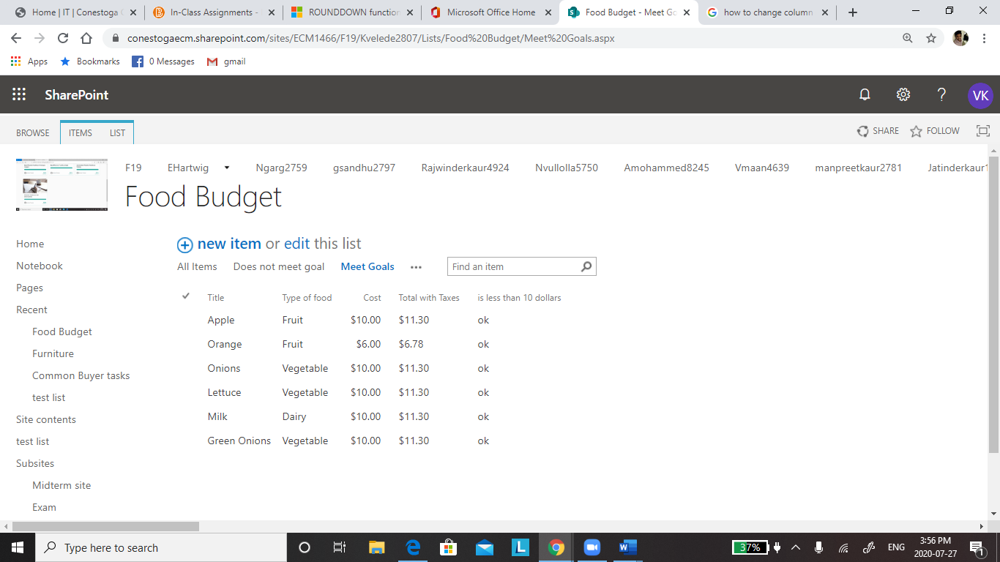 Home | IT | Conestoga C
In-Class Assignments -
ROUNDDOWN function
Microsoft Office Home
Food Budget - Meet Go
how to change column
conestogaecm.sharepoint.com/sites/ECM1466/F19/Kvelede2807/Lists/Food%20Budget/Meet%20Goals.aspx
Apps Bookmarks 0 Messages gmail
SharePoint
VK
BROWSE ITEMS LIST SHARE FOLLOW
F19 EHartwig Ngarg2759 gsandhu2797 Rajwinderkaur4924 Nvullolla5750 Amohammed8245 Vmaan4639 manpreetkaur2781 Jatinderkaur1
Food Budget
Home
Notebook
Pages
Recent
Food Budget
Furniture
Common Buyer tasks
test list
Site contents
test list
Subsites
Midterm site
Exam
new item or edit this list
All Items Does not meet goal Meet Goals ••• Find an item
Title Type of food Cost Total with Taxes is less than 10 dollars
Apple Fruit $10.00 $11.30 ok
Orange Fruit $6.00 $6.78 ok
Onions Vegetable $10.00 $11.30 ok
Lettuce Vegetable $10.00 $11.30 ok
Milk Dairy $10.00 $11.30 ok
Green Onions Vegetable $10.00 $11.30 ok
Type here to search
37%
ENG
3:56 PM
2020-07-27
1